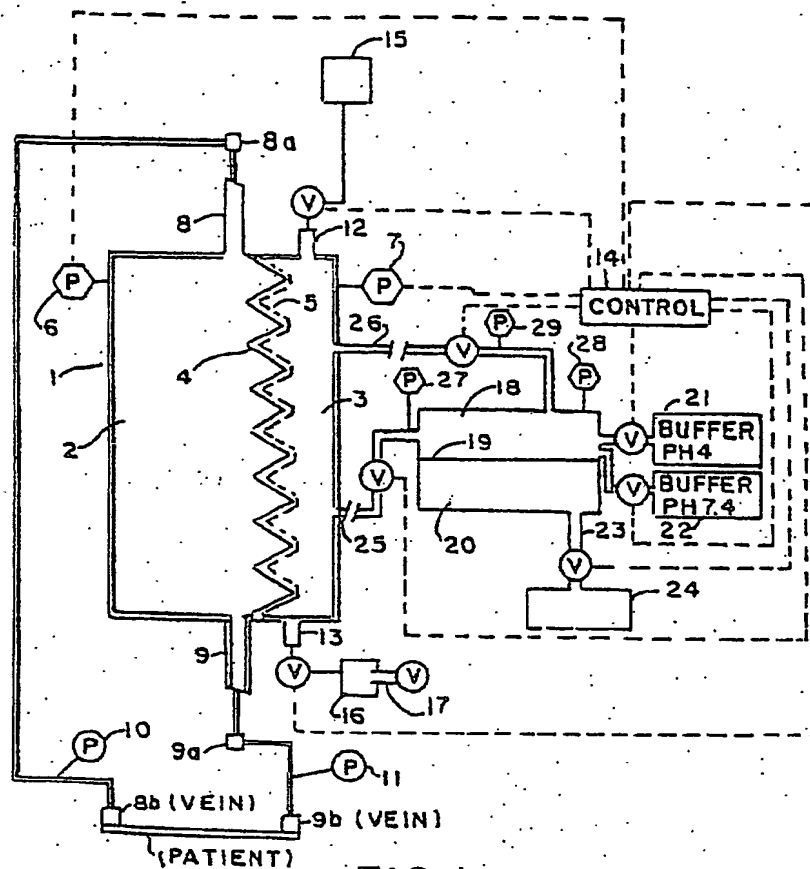 15
8a
V
8
12
7
P
P
14
6
5
CONTROL
26
P
29
4
1
V
28
P
27
P
18
3
21
2
19
V
BUFFER
PH4
V
BUFFER
PH7.4
V
20
23
22
25
V
24
9
13
V
V
16
17
10
P
9a
P
11
8b (VEIN)
9b (VEIN)
(PATIENT)